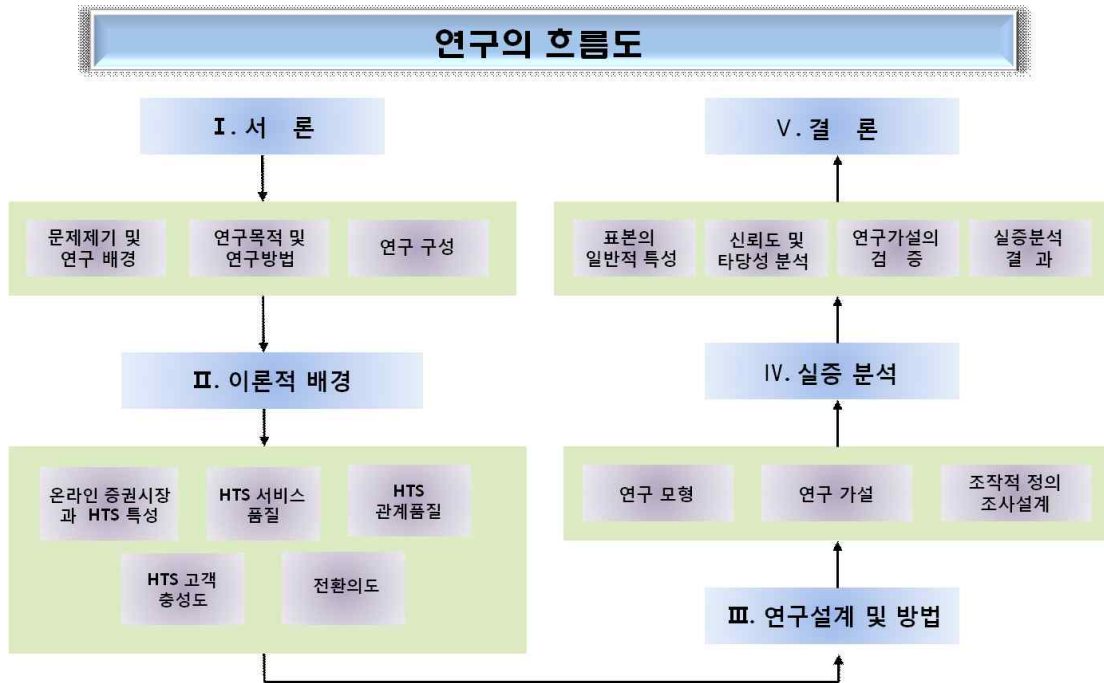 연구의 흐름도
Ⅰ. 서 론
문제제기 및
연구 배경
연구목적 및
연구방법
연구 구성
Ⅱ. 이론적 배경
온라인 증권시장
과 HTS 특성
HTS 서비스
품질
HTS
관계품질
HTS 고객
충성도
전환의도
Ⅲ. 연구설계 및 방법
연구 모형
연구 가설
조작적 정의
조사설계
Ⅳ. 실증 분석
표본의
일반적 특성
신뢰도 및
타당성 분석
연구가설의
검 증
실증분석
결 과
Ⅴ. 결 론